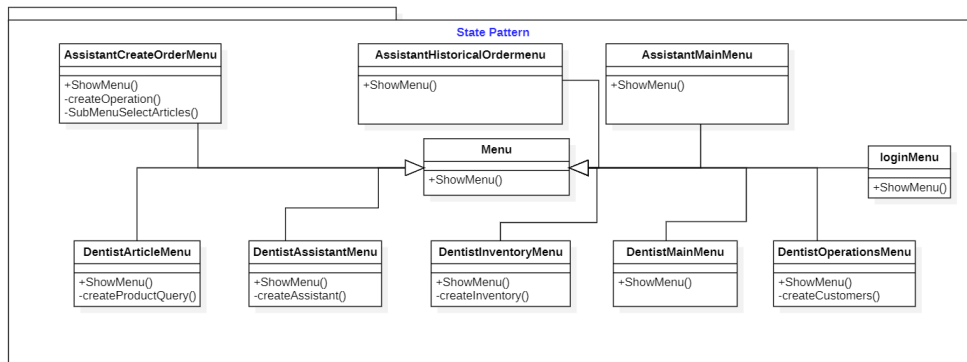 State Pattern
AssistantCreateOrderMenu
+ShowMenu()
-createOperation()
-SubMenuSelectArticles()
AssistantHistoricalOrdermenu
+ShowMenu()
AssistantMainMenu
+ShowMenu()
Menu
+ShowMenu()
loginMenu
+ShowMenu()
DentistArticleMenu
+ShowMenu()
-createProductQuery()
DentistAssistantMenu
+ShowMenu()
-createAssistant()
DentistInventoryMenu
+ShowMenu()
-createInventory()
DentistMainMenu
+ShowMenu()
DentistOperationsMenu
+ShowMenu()
-createCustomers()